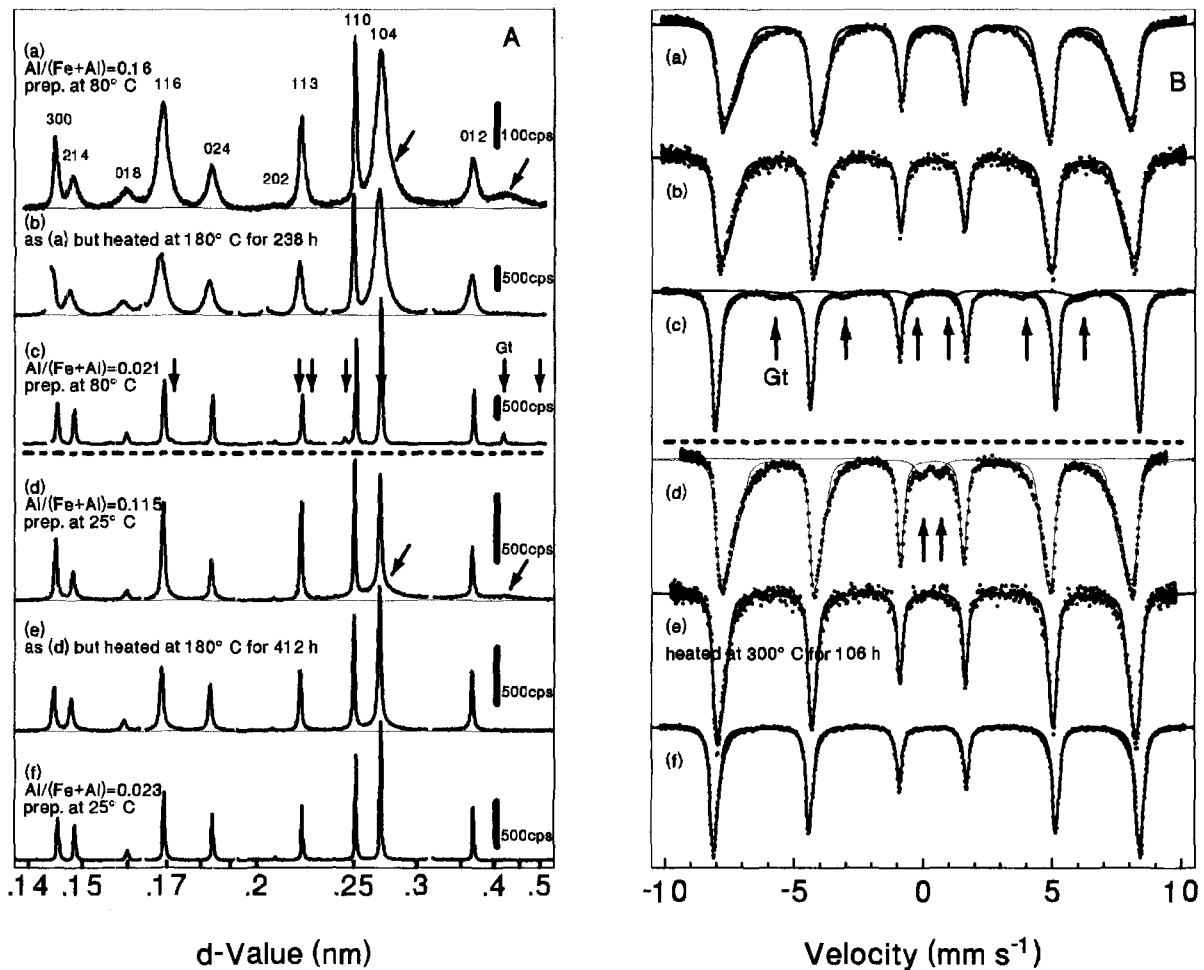 A
(a)
Al/(Fe+Al)=0.16
prep. at 80° C
300
214
018
116
024
202
113
110
104
012
100cps
(b)
as (a) but heated at 180° C for 238 h
500cps
(c)
Al/(Fe+Al)=0.021
prep. at 80° C
Gt
500cps
(d)
Al/(Fe+Al)=0.115
prep. at 25° C
500cps
(e)
as (d) but heated at 180° C for 412 h
500cps
(f)
Al/(Fe+Al)=0.023
prep. at 25° C
500cps
.14 .15 .17 .2 .25 .3 .4 .5
d-Value (nm)
B
(a)
(b)
(c)
Gt
(d)
(e)
heated at 300° C for 106 h
(f)
-10 -5 0 5 10
Velocity (mm s⁻¹)